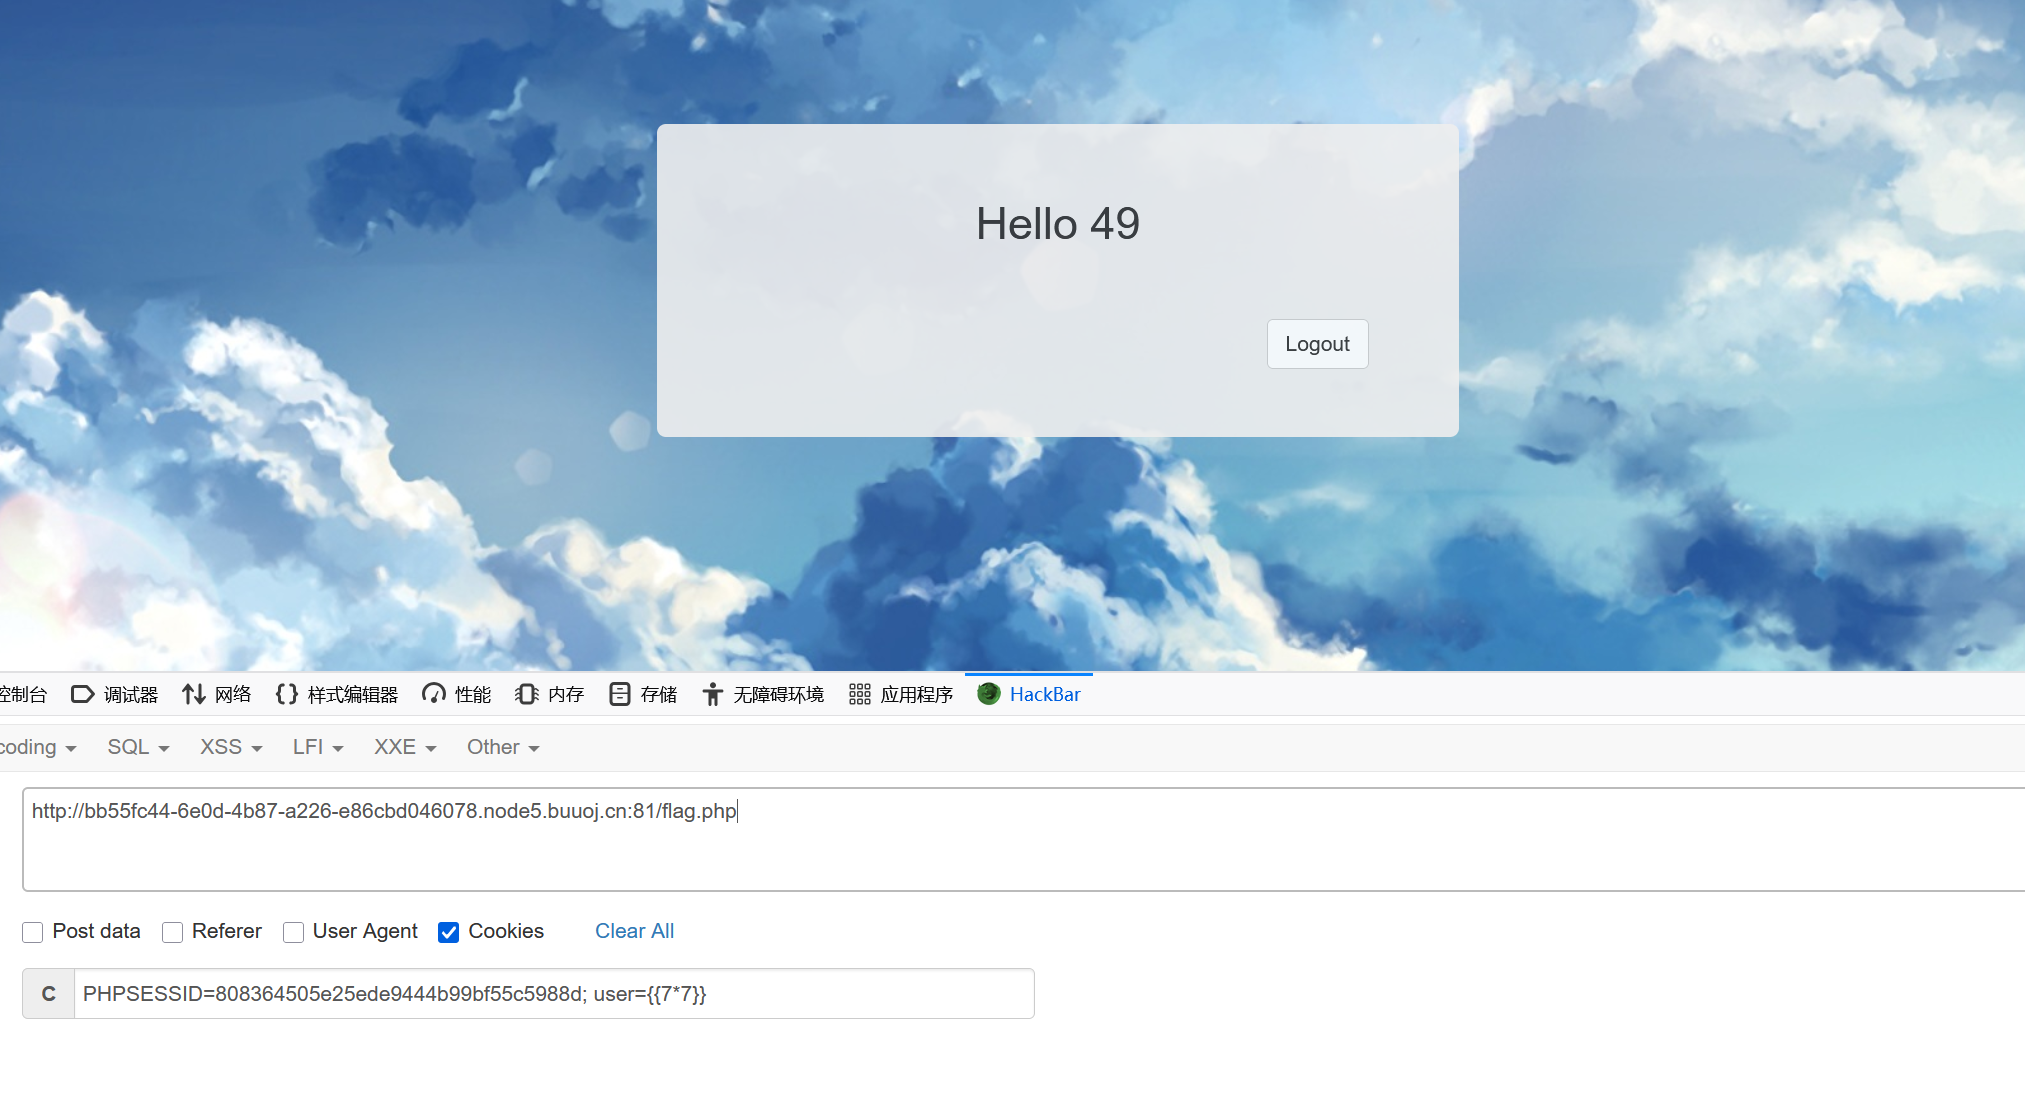 Hello 49
Logout
控制台 调试器 网络 样式编辑器 性能 内存 存储 无障碍环境 应用程序 HackBar
coding SQL XSS LFI XXE Other
http://bb55fc44-6e0d-4b87-a226-e86cbd046078.node5.buuoj.cn:81/flag.php
Post data Referer User Agent Cookies Clear All
C PHPSESSID=808364505e25ede9444b99bf55c5988d; user={{7*7}}